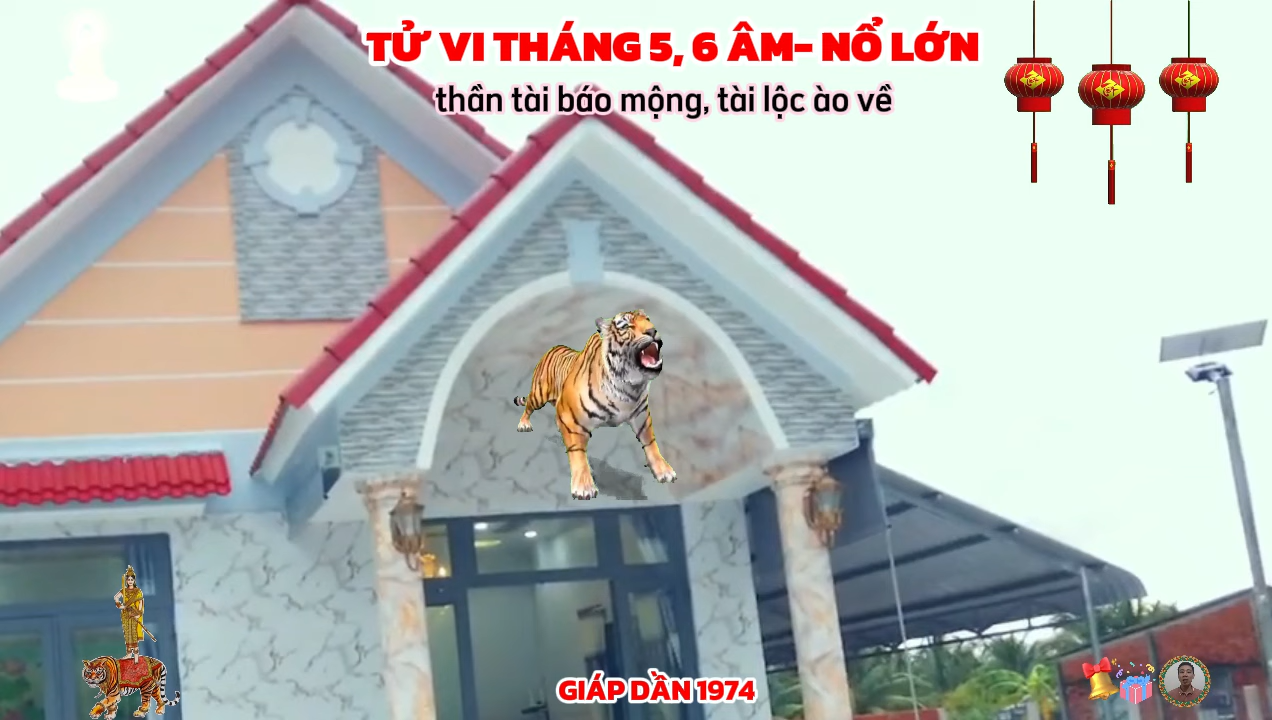 TỬ VI THÁNG 5, 6 ÂM- NỔ LỚN
thần tài báo mộng, tài lộc ào về
GIÁP DẦN 1974